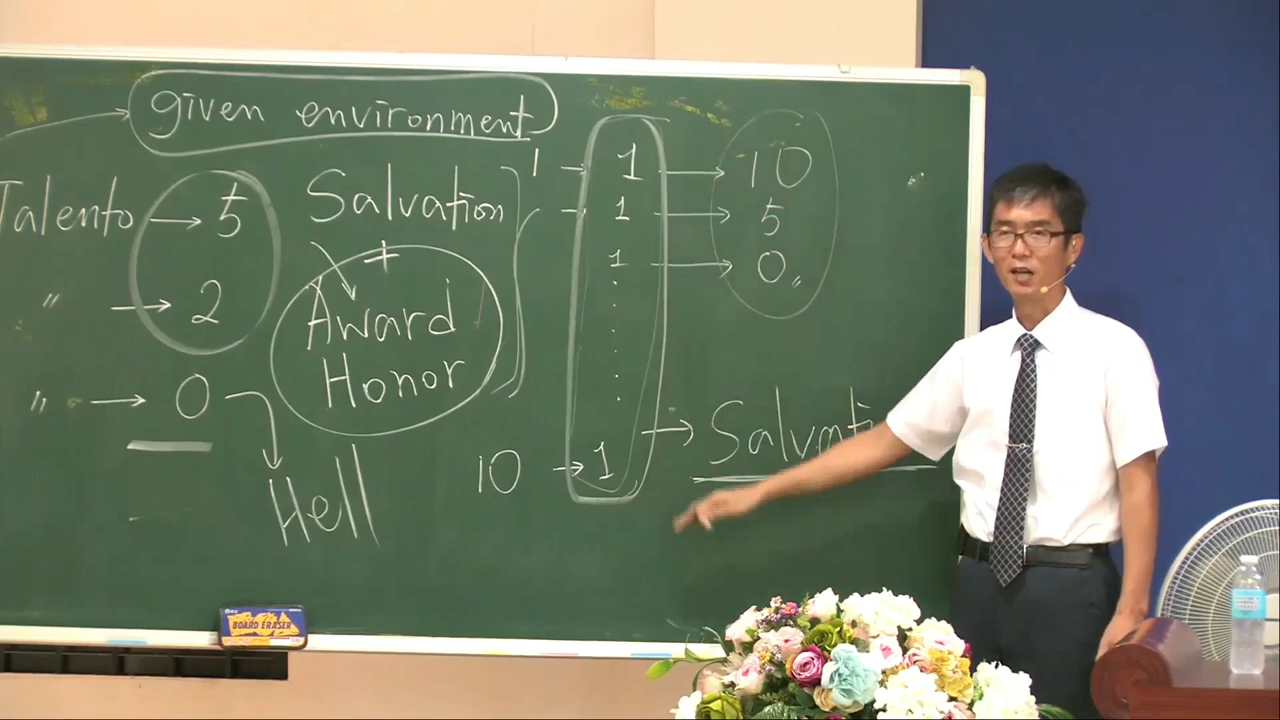 given environment
Talento → 5
〃 → 2
〃 → 0
Hell
Salvation
+
Award
Honor
1 → 1 → 10
- 1 → 5
1 → 0〃
10 → 1
→ Salvati
BOARD ERASER